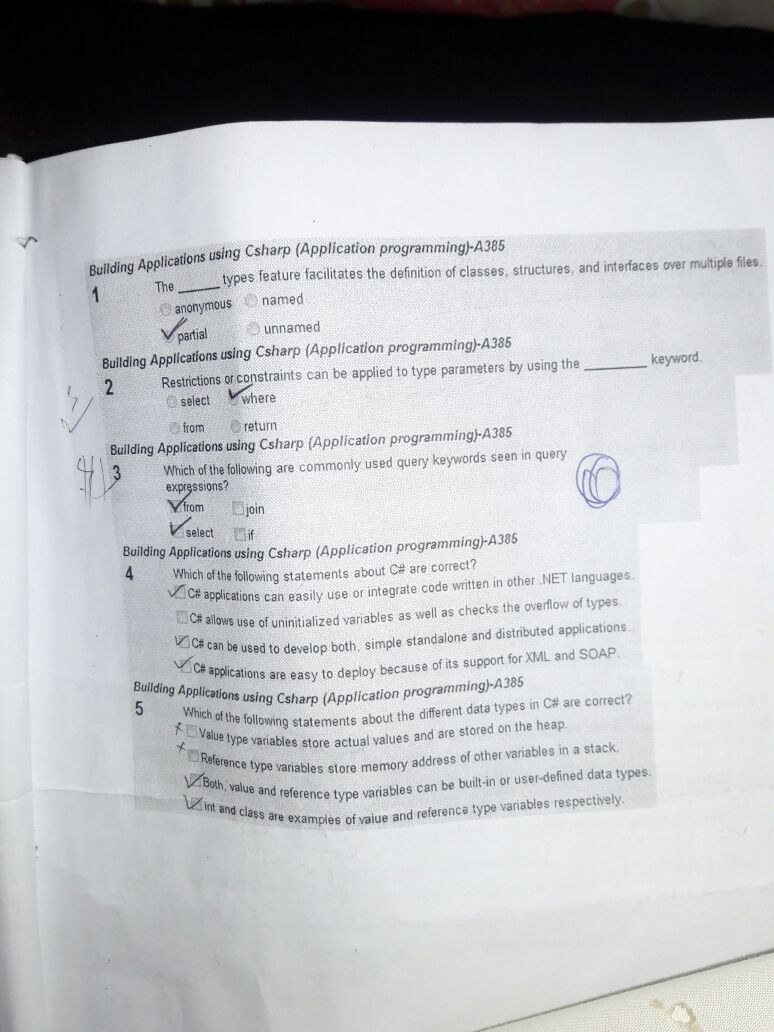 Building Applications using Csharp (Application programming)-A385
1 The ______ types feature facilitates the definition of classes, structures, and interfaces over multiple files.
anonymous named
partial unnamed
Building Applications using Csharp (Application programming)-A385
2 Restrictions or constraints can be applied to type parameters by using the ________ keyword.
select where
from return
Building Applications using Csharp (Application programming)-A385
3 Which of the following are commonly used query keywords seen in query
expressions?
from join
select if
Building Applications using Csharp (Application programming)-A385
4 Which of the following statements about C# are correct?
C# applications can easily use or integrate code written in other .NET languages.
C# allows use of uninitialized variables as well as checks the overflow of types.
C# can be used to develop both, simple standalone and distributed applications.
C# applications are easy to deploy because of its support for XML and SOAP.
Building Applications using Csharp (Application programming)-A385
5 Which of the following statements about the different data types in C# are correct?
Value type variables store actual values and are stored on the heap.
Reference type variables store memory address of other variables in a stack.
Both, value and reference type variables can be built-in or user-defined data types.
int and class are examples of value and reference type variables respectively.